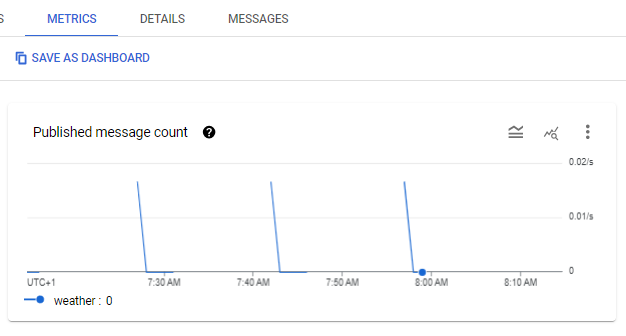 S METRICS DETAILS MESSAGES
SAVE AS DASHBOARD
Published message count ?
0.02/s
0.01/s
0
UTC+1 7:30 AM 7:40 AM 7:50 AM 8:00 AM 8:10 AM
weather : 0